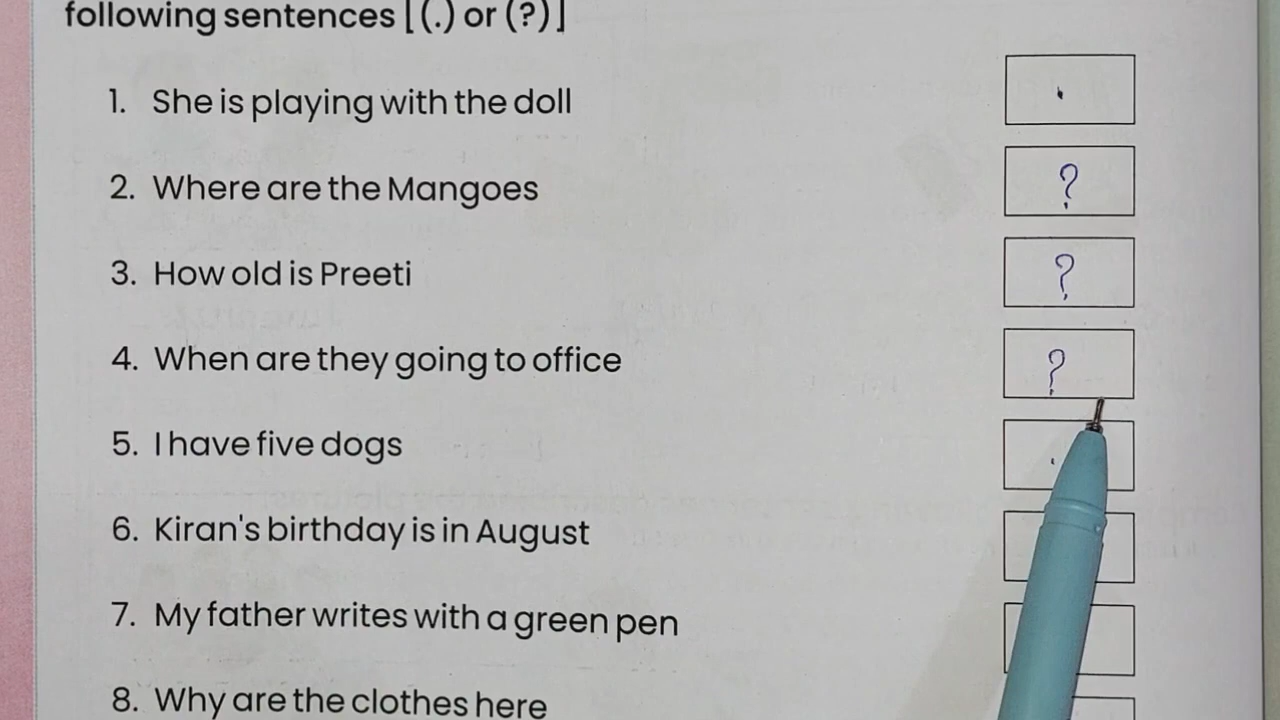 following sentences [(.) or (?)]
1. She is playing with the doll .
2. Where are the Mangoes ?
3. How old is Preeti ?
4. When are they going to office ?
5. I have five dogs .
6. Kiran's birthday is in August
7. My father writes with a green pen
8. Why are the clothes here